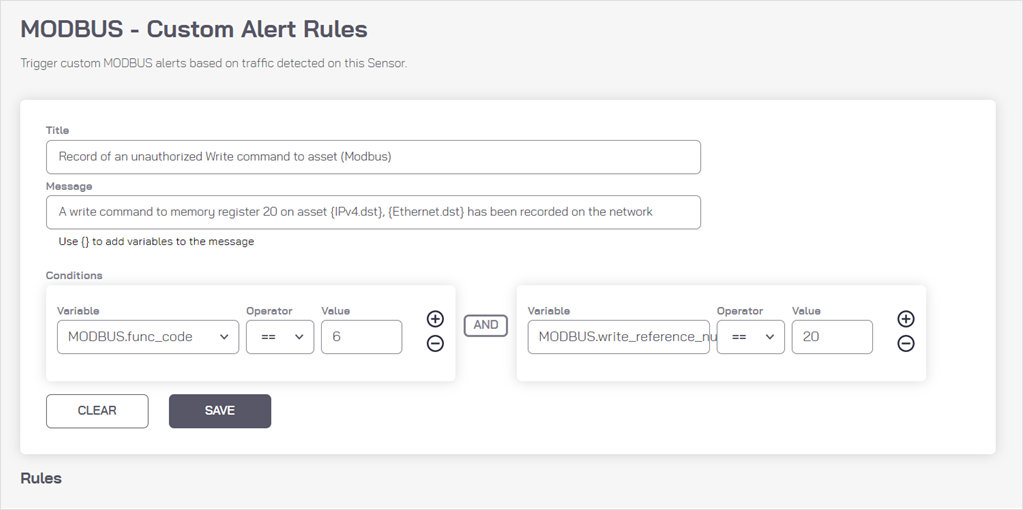 MODBUS - Custom Alert Rules
Trigger custom MODBUS alerts based on traffic detected on this Sensor.
Title
Record of an unauthorized Write command to asset (Modbus)
Message
A write command to memory register 20 on asset {IPv4.dst}, {Ethernet.dst} has been recorded on the network
Use {} to add variables to the message
Conditions
Variable Operator Value Variable Operator Value
MODBUS.func_code == 6 AND MODBUS.write_reference_nu == 20
CLEAR SAVE
Rules